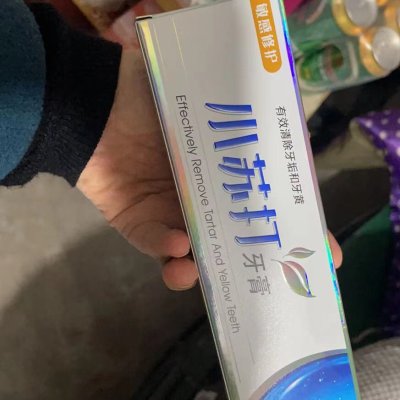 敏感修护
有效清除牙垢和牙黄
小苏打
牙膏
Effectively Remove Tartar And Yellow Teeth